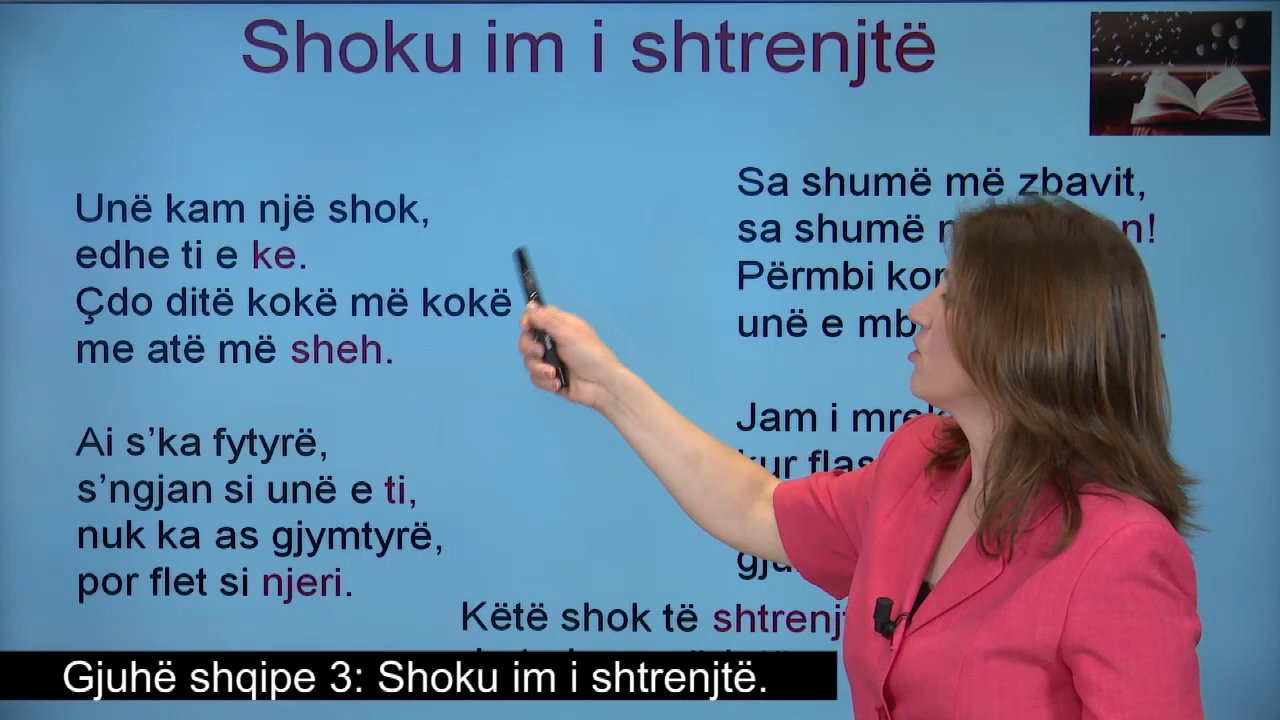 Shoku im i shtrenjtë
Unë kam një shok,
edhe ti e ke.
Çdo ditë kokë më kokë
me atë më sheh.
Ai s’ka fytyrë,
s’ngjan si unë e ti,
nuk ka as gjymtyrë,
por flet si njeri.
Sa shumë më zbavit,
sa shumë
Përmbi
unë e
Jam i
kur
Këtë shok të
Gjuhë shqipe 3: Shoku im i shtrenjtë.